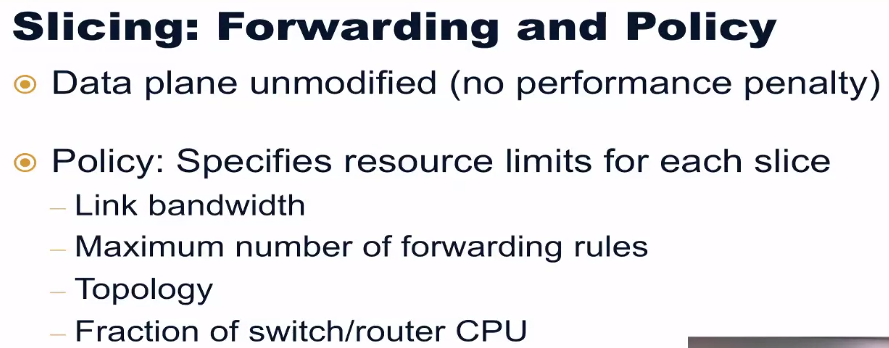 Slicing: Forwarding and Policy
Data plane unmodified (no performance penalty)
Policy: Specifies resource limits for each slice
– Link bandwidth
– Maximum number of forwarding rules
– Topology
– Fraction of switch/router CPU